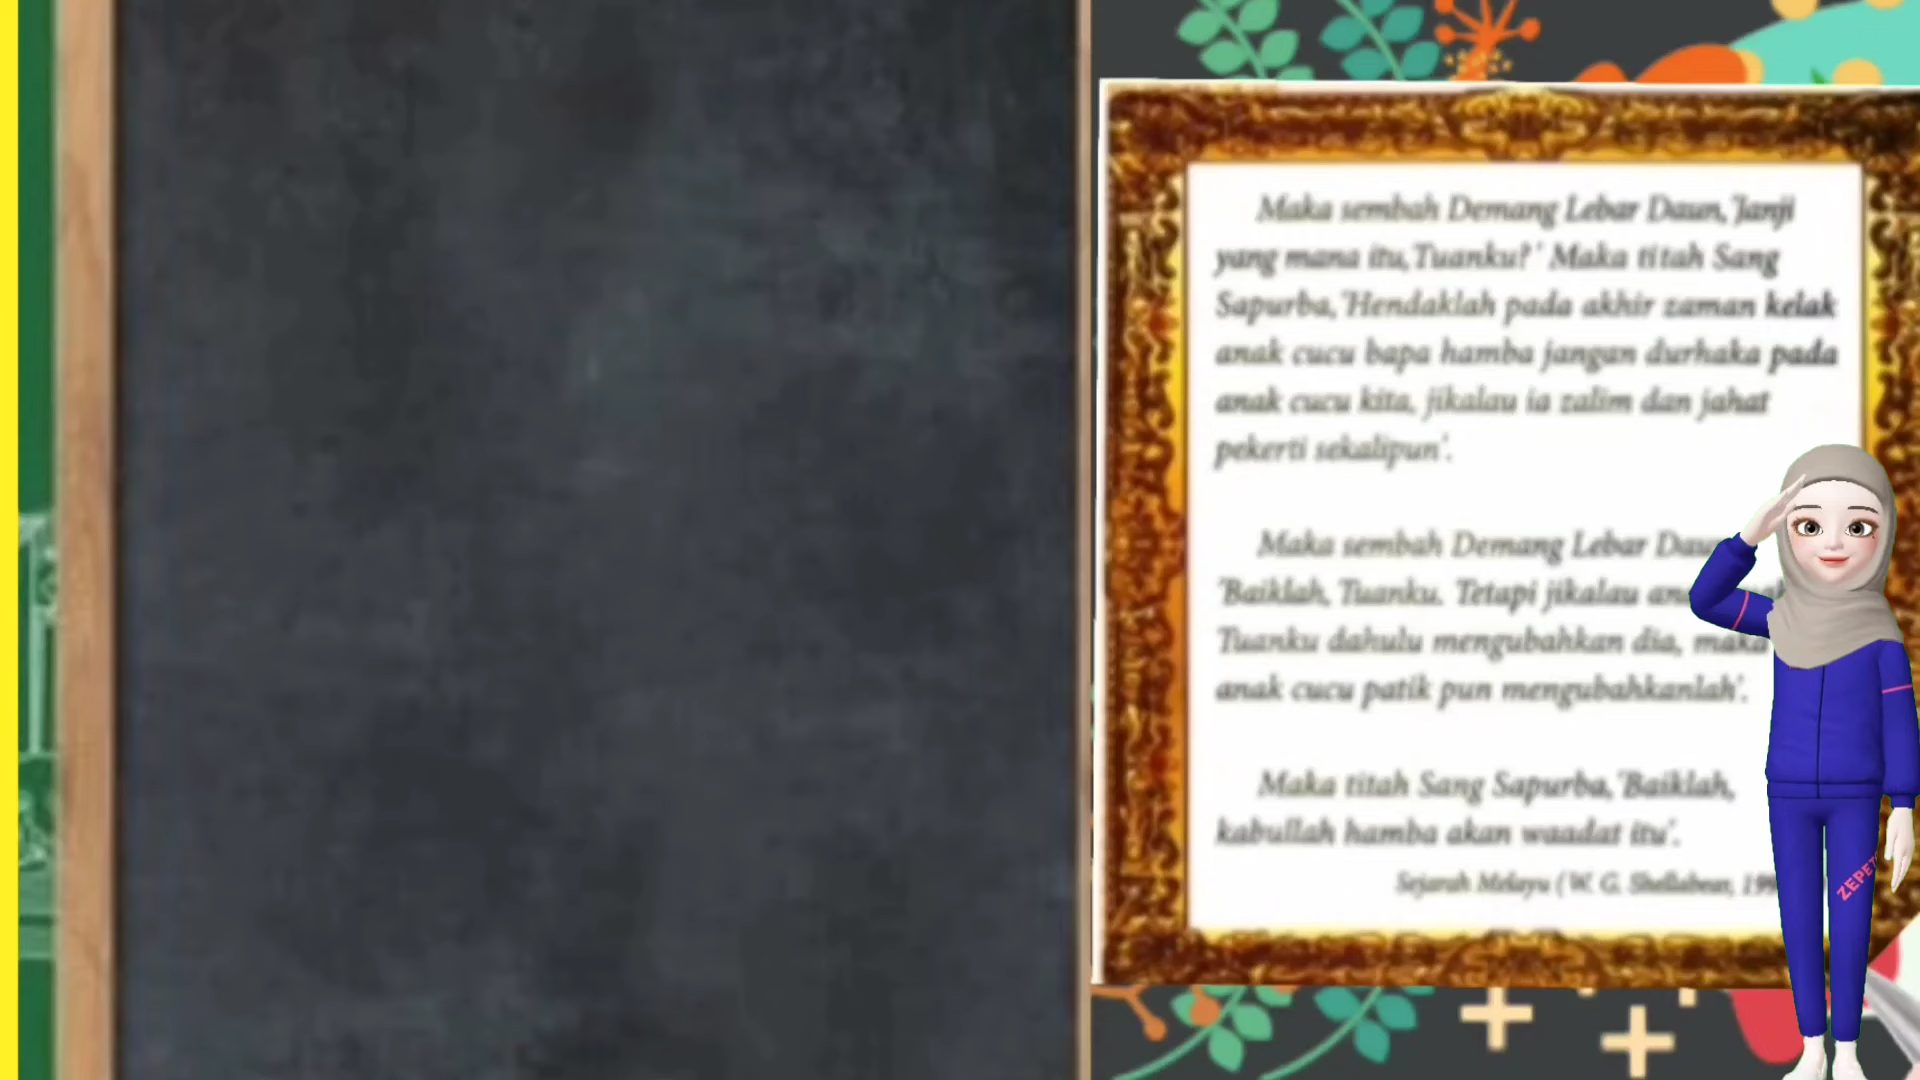 Maka sembah Demang Lebar Daun, 'Janji
yang mana itu, Tuanku?' Maka titah Sang
Sapurba, 'Hendaklah pada akhir zaman kelak
anak cucu bapa hamba jangan durhaka pada
anak cucu kita, jikalau ia zalim dan jahat
pekerti sekalipun'.
Maka sembah Demang Lebar
'Baiklah, Tuanku. Tetapi jikalau
Tuanku dahulu mengubahkan dia, maka
anak cucu patik pun mengubahkanlah'.
Maka titah Sang Sapurba, 'Baiklah,
kabullah hamba akan waadat itu'.
Sejarah Melayu (W. G. Shellabear,